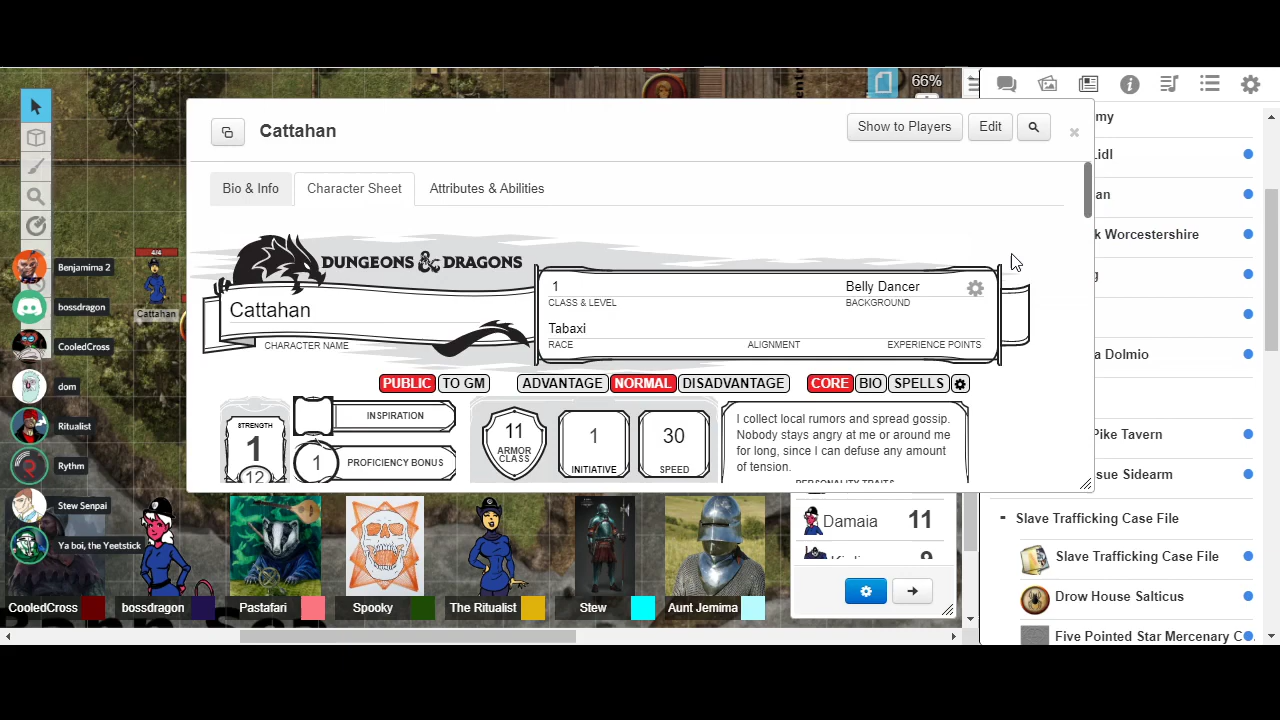 66%
Cattahan
Show to Players
Edit
Bio & Info
Character Sheet
Attributes & Abilities
DUNGEONS & DRAGONS
Cattahan
CHARACTER NAME
1
Belly Dancer
CLASS & LEVEL
BACKGROUND
Tabaxi
RACE
ALIGNMENT
EXPERIENCE POINTS
PUBLIC
TO GM
ADVANTAGE
NORMAL
DISADVANTAGE
CORE
BIO
SPELLS
STRENGTH
1
12
INSPIRATION
1
PROFICIENCY BONUS
11
ARMOR
CLASS
1
INITIATIVE
30
SPEED
I collect local rumors and spread gossip.
Nobody stays angry at me or around me
for long, since I can defuse any amount
of tension.
PERSONALITY TRAITS
4/4
Cattahan
Benjamima 2
bossdragon
CooledCross
dom
Ritualist
Rythm
Stew Senpai
Ya boi, the Yeetstick
CooledCross
bossdragon
Pastafari
Spooky
The Ritualist
Stew
Aunt Jemima
Damaia
11
my
Lidl
an
k Worcestershire
g
a Dolmio
Pike Tavern
sue Sidearm
- Slave Trafficking Case File
Slave Trafficking Case File
Drow House Salticus
Five Pointed Star Mercenary C